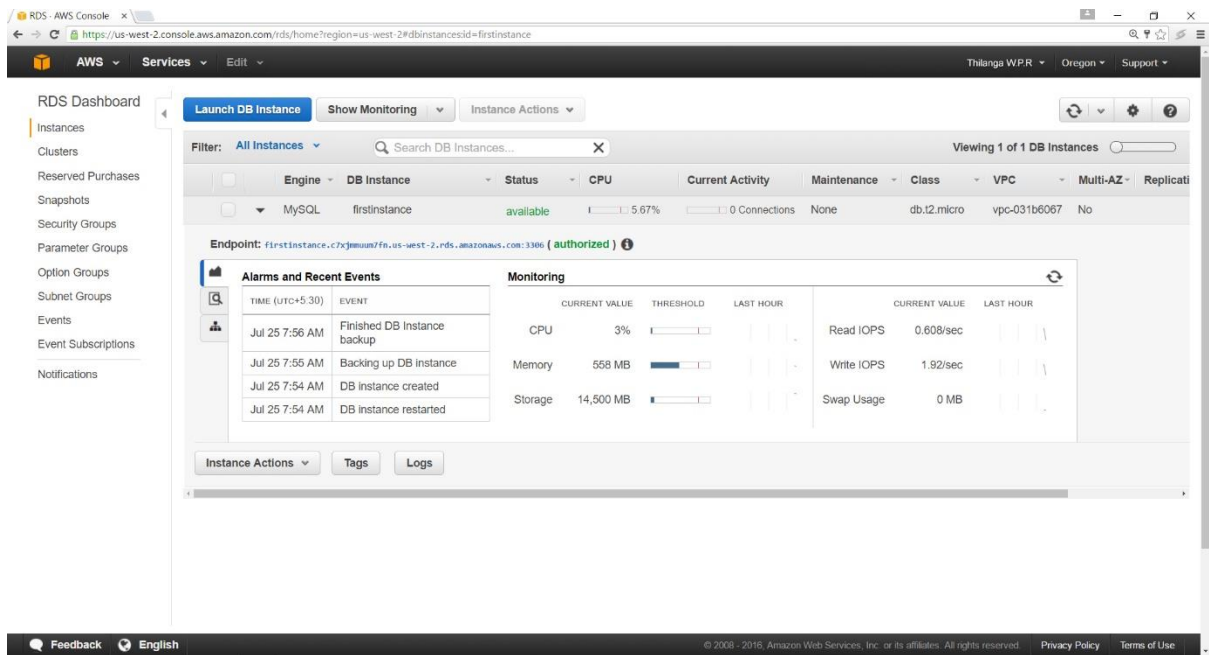 RDS · AWS Console
https://us-west-2.console.aws.amazon.com/rds/home?region=us-west-2#dbinstances:id=firstinstance
AWS Services Edit Thilanga W.P.R Oregon Support
RDS Dashboard
Instances
Clusters
Reserved Purchases
Snapshots
Security Groups
Parameter Groups
Option Groups
Subnet Groups
Events
Event Subscriptions
Notifications
Launch DB Instance Show Monitoring Instance Actions
Filter: All Instances Search DB Instances... X Viewing 1 of 1 DB Instances
Engine DB Instance Status CPU Current Activity Maintenance Class VPC Multi-AZ Replicati
MySQL firstinstance available 5.67% 0 Connections None db.t2.micro vpc-031b6067 No
Endpoint: firstinstance.c7xjmmuum7fn.us-west-2.rds.amazonaws.com:3306 ( authorized )
Alarms and Recent Events
TIME (UTC+5:30) EVENT
Jul 25 7:56 AM Finished DB Instance
backup
Jul 25 7:55 AM Backing up DB instance
Jul 25 7:54 AM DB instance created
Jul 25 7:54 AM DB instance restarted
Monitoring
CURRENT VALUE THRESHOLD LAST HOUR CURRENT VALUE LAST HOUR
CPU 3% Read IOPS 0.608/sec
Memory 558 MB Write IOPS 1.92/sec
Storage 14,500 MB Swap Usage 0 MB
Instance Actions Tags Logs
Feedback English © 2008 - 2016, Amazon Web Services, Inc. or its affiliates. All rights reserved. Privacy Policy Terms of Use